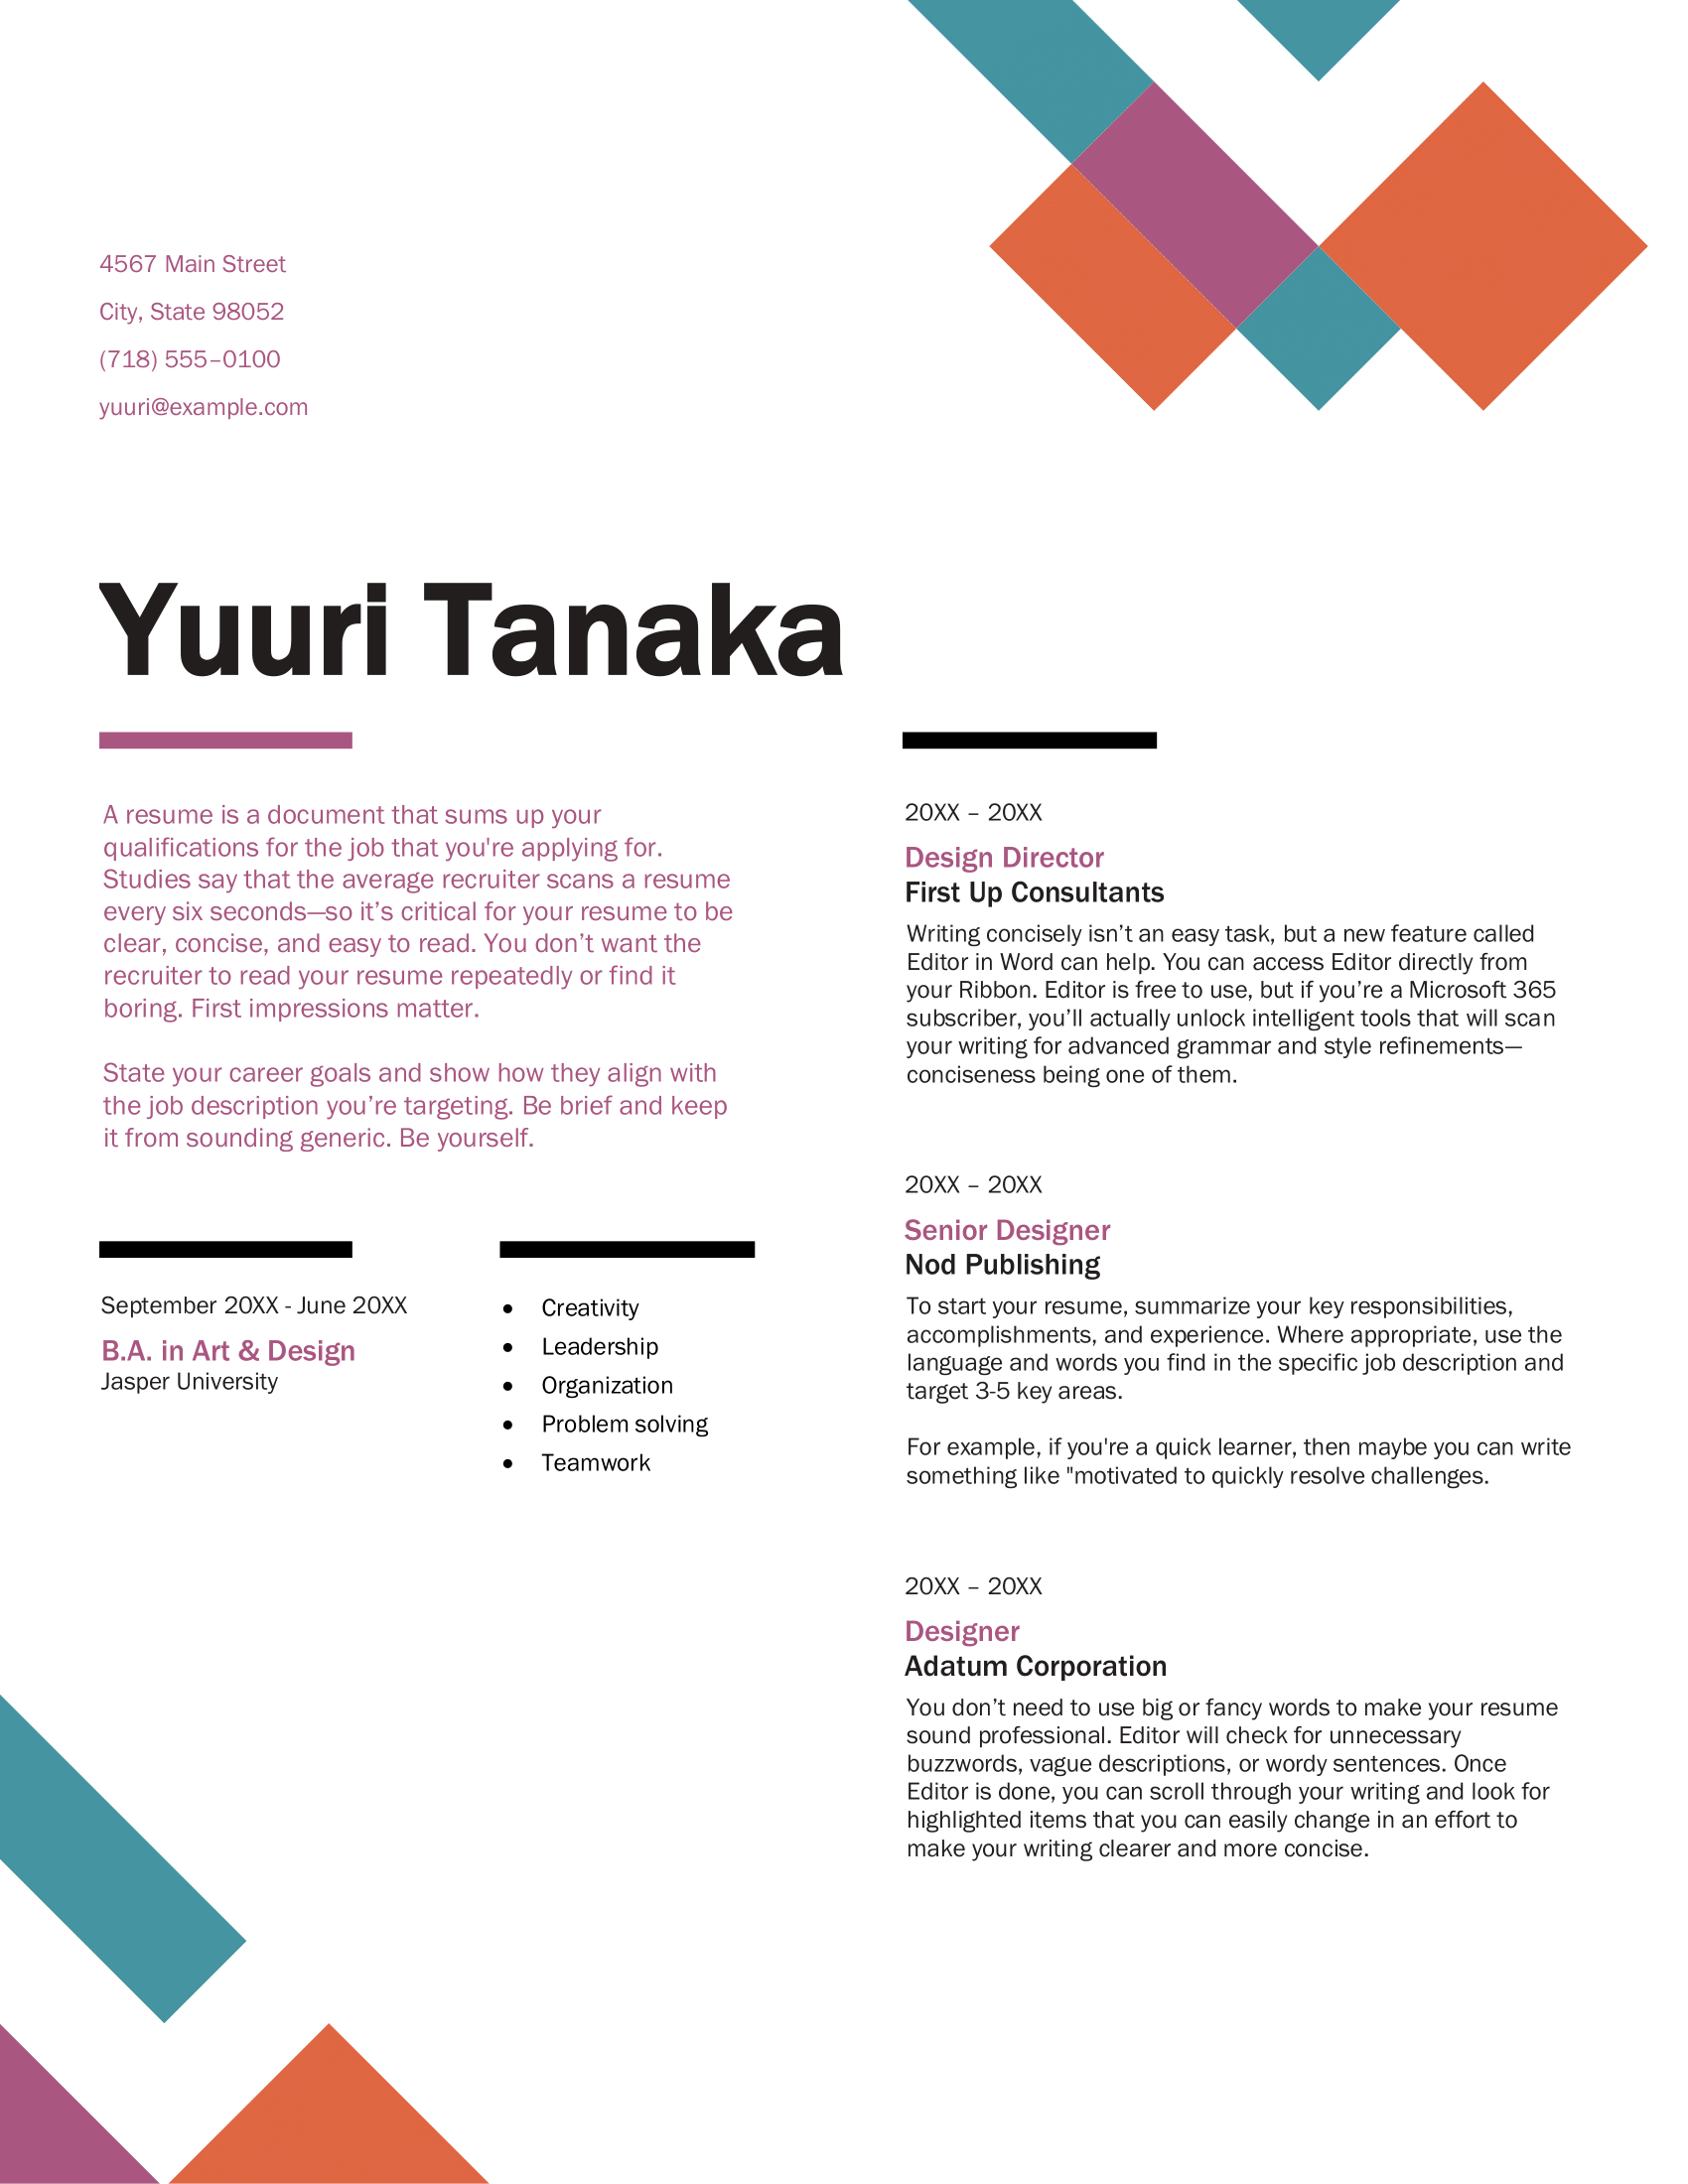 4567 Main Street
City, State 98052
(718) 555–0100
yuuri@example.com
Yuuri Tanaka
A resume is a document that sums up your
qualifications for the job that you're applying for.
Studies say that the average recruiter scans a resume
every six seconds—so it’s critical for your resume to be
clear, concise, and easy to read. You don’t want the
recruiter to read your resume repeatedly or find it
boring. First impressions matter.
State your career goals and show how they align with
the job description you’re targeting. Be brief and keep
it from sounding generic. Be yourself.
September 20XX - June 20XX
B.A. in Art & Design
Jasper University
• Creativity
• Leadership
• Organization
• Problem solving
• Teamwork
20XX – 20XX
Design Director
First Up Consultants
Writing concisely isn’t an easy task, but a new feature called
Editor in Word can help. You can access Editor directly from
your Ribbon. Editor is free to use, but if you’re a Microsoft 365
subscriber, you’ll actually unlock intelligent tools that will scan
your writing for advanced grammar and style refinements—
conciseness being one of them.
20XX – 20XX
Senior Designer
Nod Publishing
To start your resume, summarize your key responsibilities,
accomplishments, and experience. Where appropriate, use the
language and words you find in the specific job description and
target 3-5 key areas.
For example, if you're a quick learner, then maybe you can write
something like "motivated to quickly resolve challenges.
20XX – 20XX
Designer
Adatum Corporation
You don’t need to use big or fancy words to make your resume
sound professional. Editor will check for unnecessary
buzzwords, vague descriptions, or wordy sentences. Once
Editor is done, you can scroll through your writing and look for
highlighted items that you can easily change in an effort to
make your writing clearer and more concise.